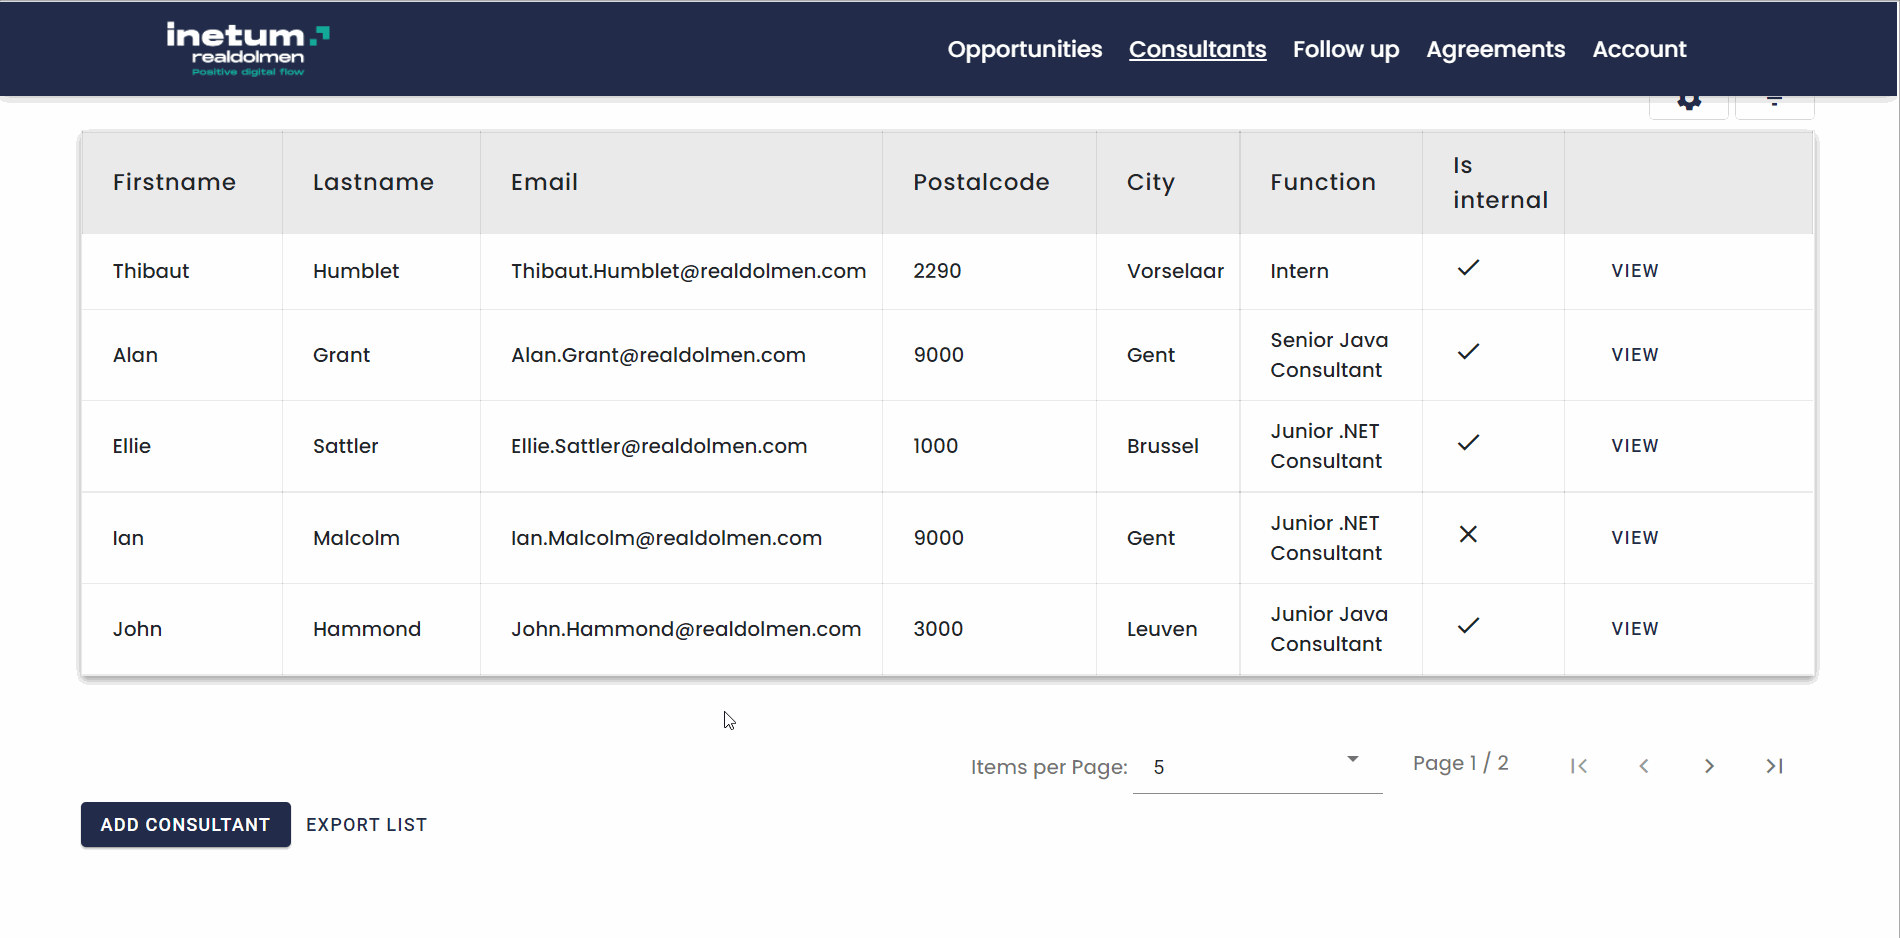 inetum
realdolmen
Positive digital flow
Opportunities Consultants Follow up Agreements Account
Firstname Lastname Email Postalcode City Function Is internal
Thibaut Humblet Thibaut.Humblet@realdolmen.com 2290 Vorselaar Intern VIEW
Alan Grant Alan.Grant@realdolmen.com 9000 Gent Senior Java Consultant VIEW
Ellie Sattler Ellie.Sattler@realdolmen.com 1000 Brussel Junior .NET Consultant VIEW
Ian Malcolm Ian.Malcolm@realdolmen.com 9000 Gent Junior .NET Consultant VIEW
John Hammond John.Hammond@realdolmen.com 3000 Leuven Junior Java Consultant VIEW
Items per Page: 5 Page 1 / 2
ADD CONSULTANT EXPORT LIST